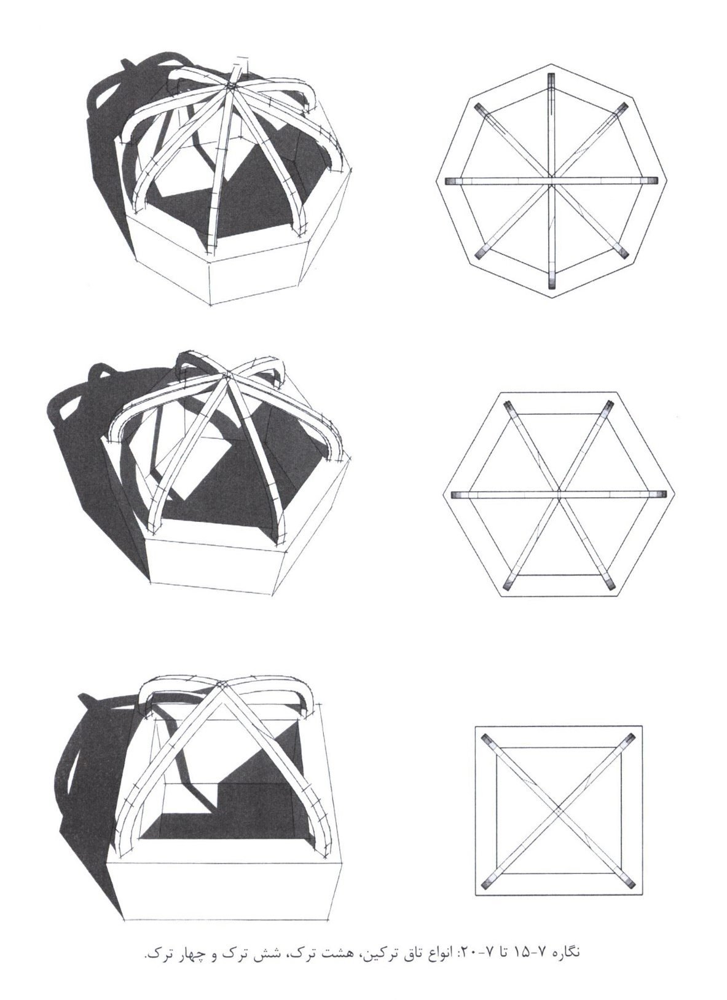 نگاره ۷-۱۵ تا ۷-۲۰: انواع تاق ترکین، هشت ترک، شش ترک و چهار ترک.